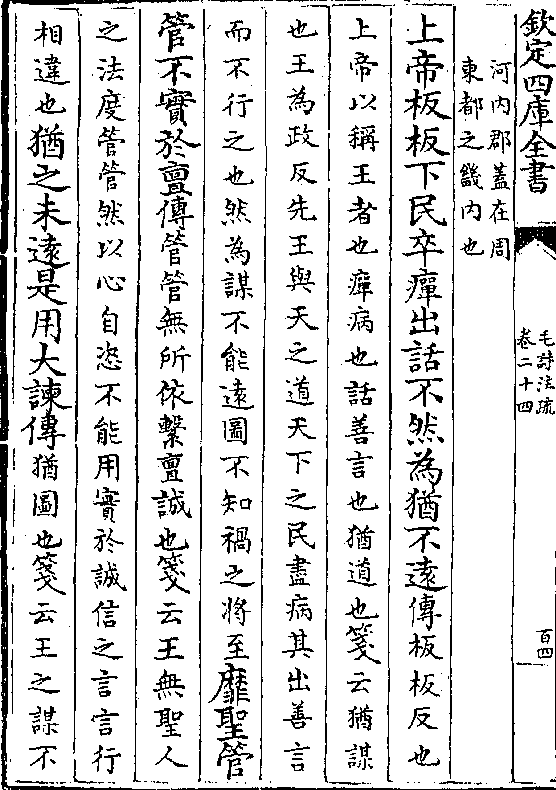 欽定四庫全書
毛詩注疏
卷二十四
百四
河内郡蓋在周
東都之畿内也
上帝板板下民卒癉出話不然為猶不遠傳板板反也
上帝以稱王者也癉病也話善言也猶道也箋云猶謀
也王為政反先王與天之道天下之民盡病其出善言
而不行之也然為謀不能遠圖不知禍之將至靡聖管
管不實於亶傳管管無所依繫亶誠也箋云王無聖人
之法度管管然以心自恣不能用實於誠信之言言行
相違也猶之未遠是用大諫傳猶圖也箋云王之謀不